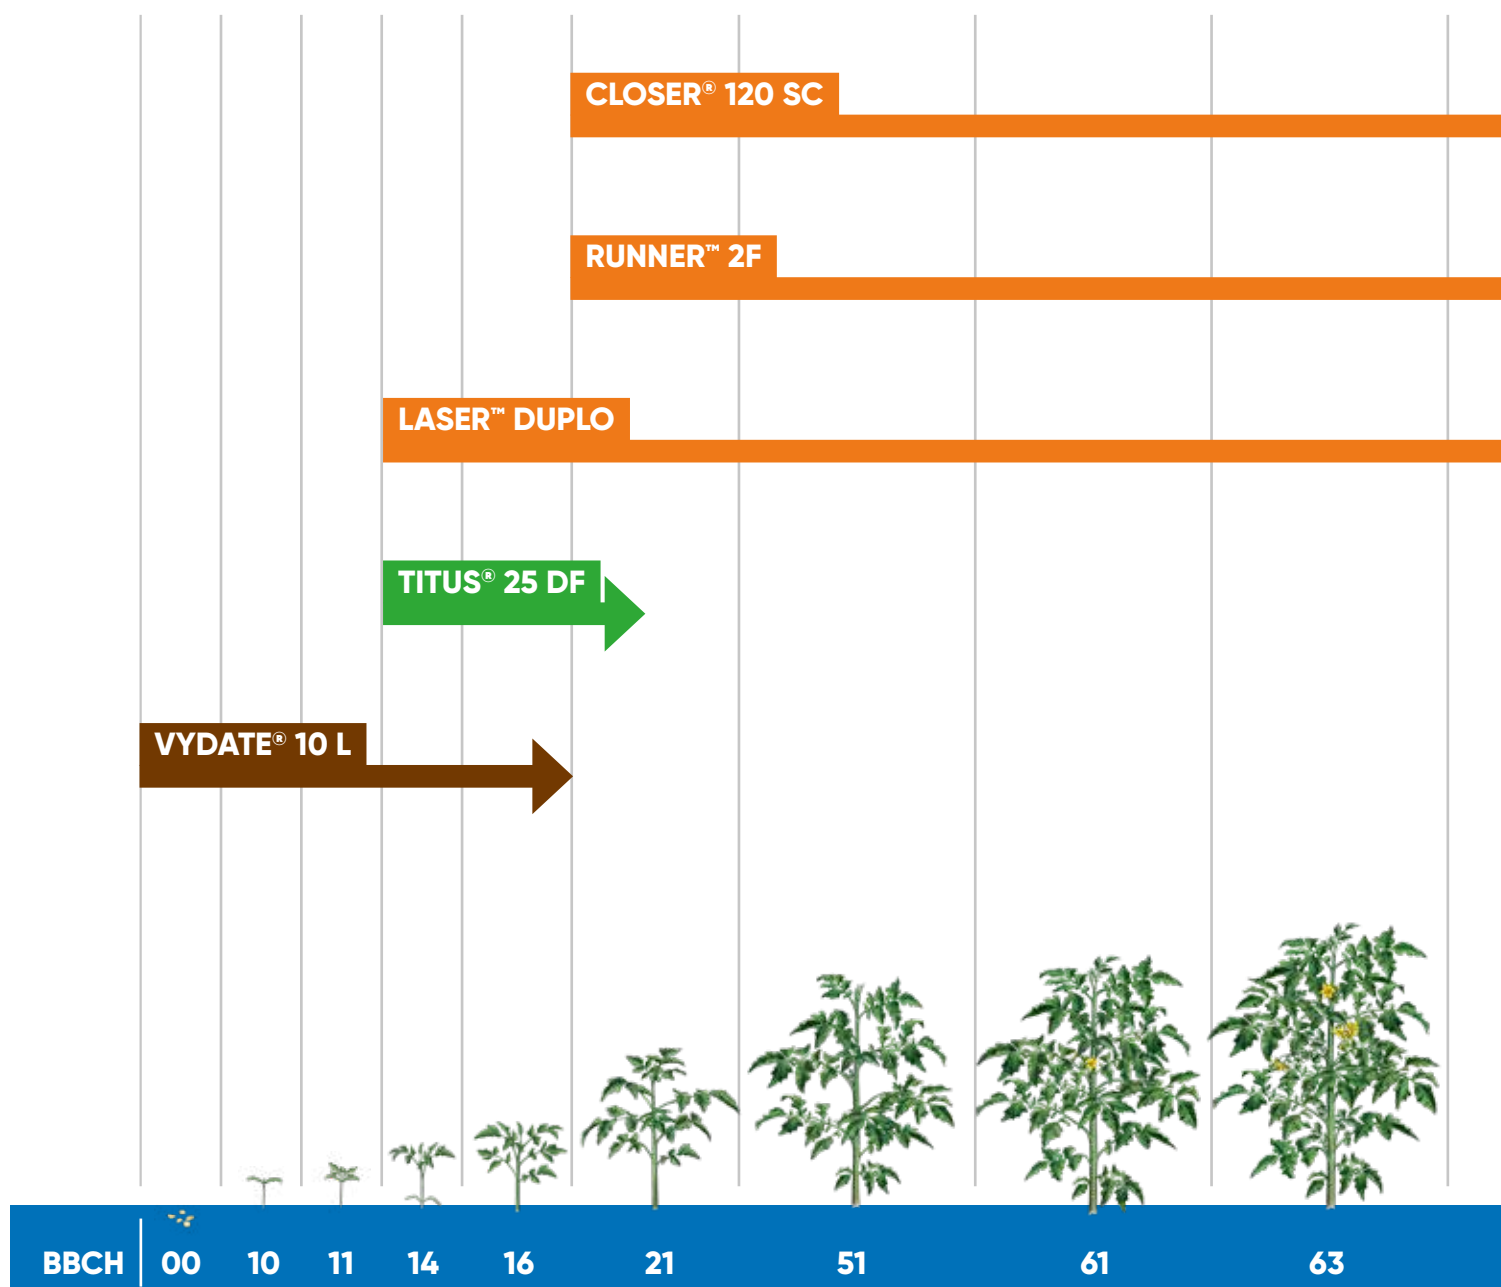 CLOSER® 120 SC
RUNNER™ 2F
LASER™ DUPLO
TITUS® 25 DF
VYDATE® 10 L
BBCH 00 10 11 14 16 21 51 61 63